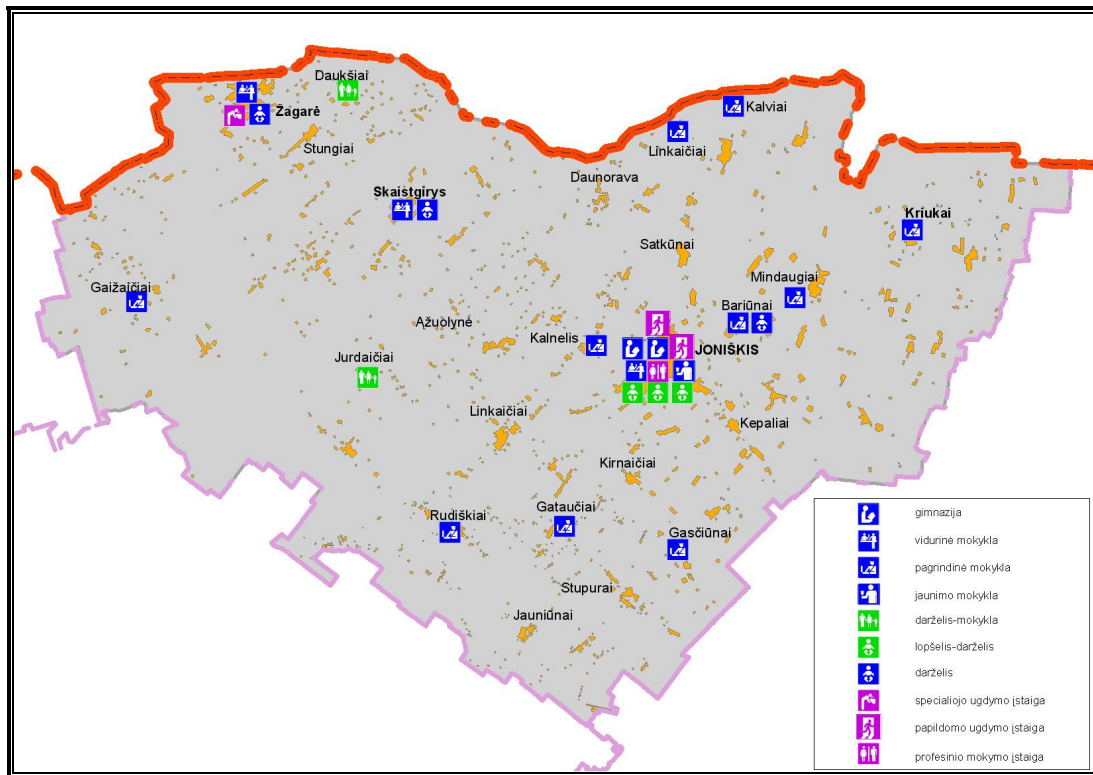 Daukšiai
Žagarė
Kalviai
Linkaičiai
Stungiai
Daunorava
Skaistgirys
Kriukai
Satkūnai
Mindaugiai
Gaižaičiai
Bariūnai
Ažuolynė
Kalnelis
JONIŠKIS
Jurdaičiai
Linkaičiai
Kepaliai
Kirnaičiai
Rudiškiai
Gataučiai
Gasčiūnai
Stupurai
Jauniūnai
gimnazija
vidurinė mokykla
pagrindinė mokykla
jaunimo mokykla
darželis-mokykla
lopšelis-darželis
darželis
specialiojo ugdymo įstaiga
papildomo ugdymo įstaiga
profesinio mokymo įstaiga